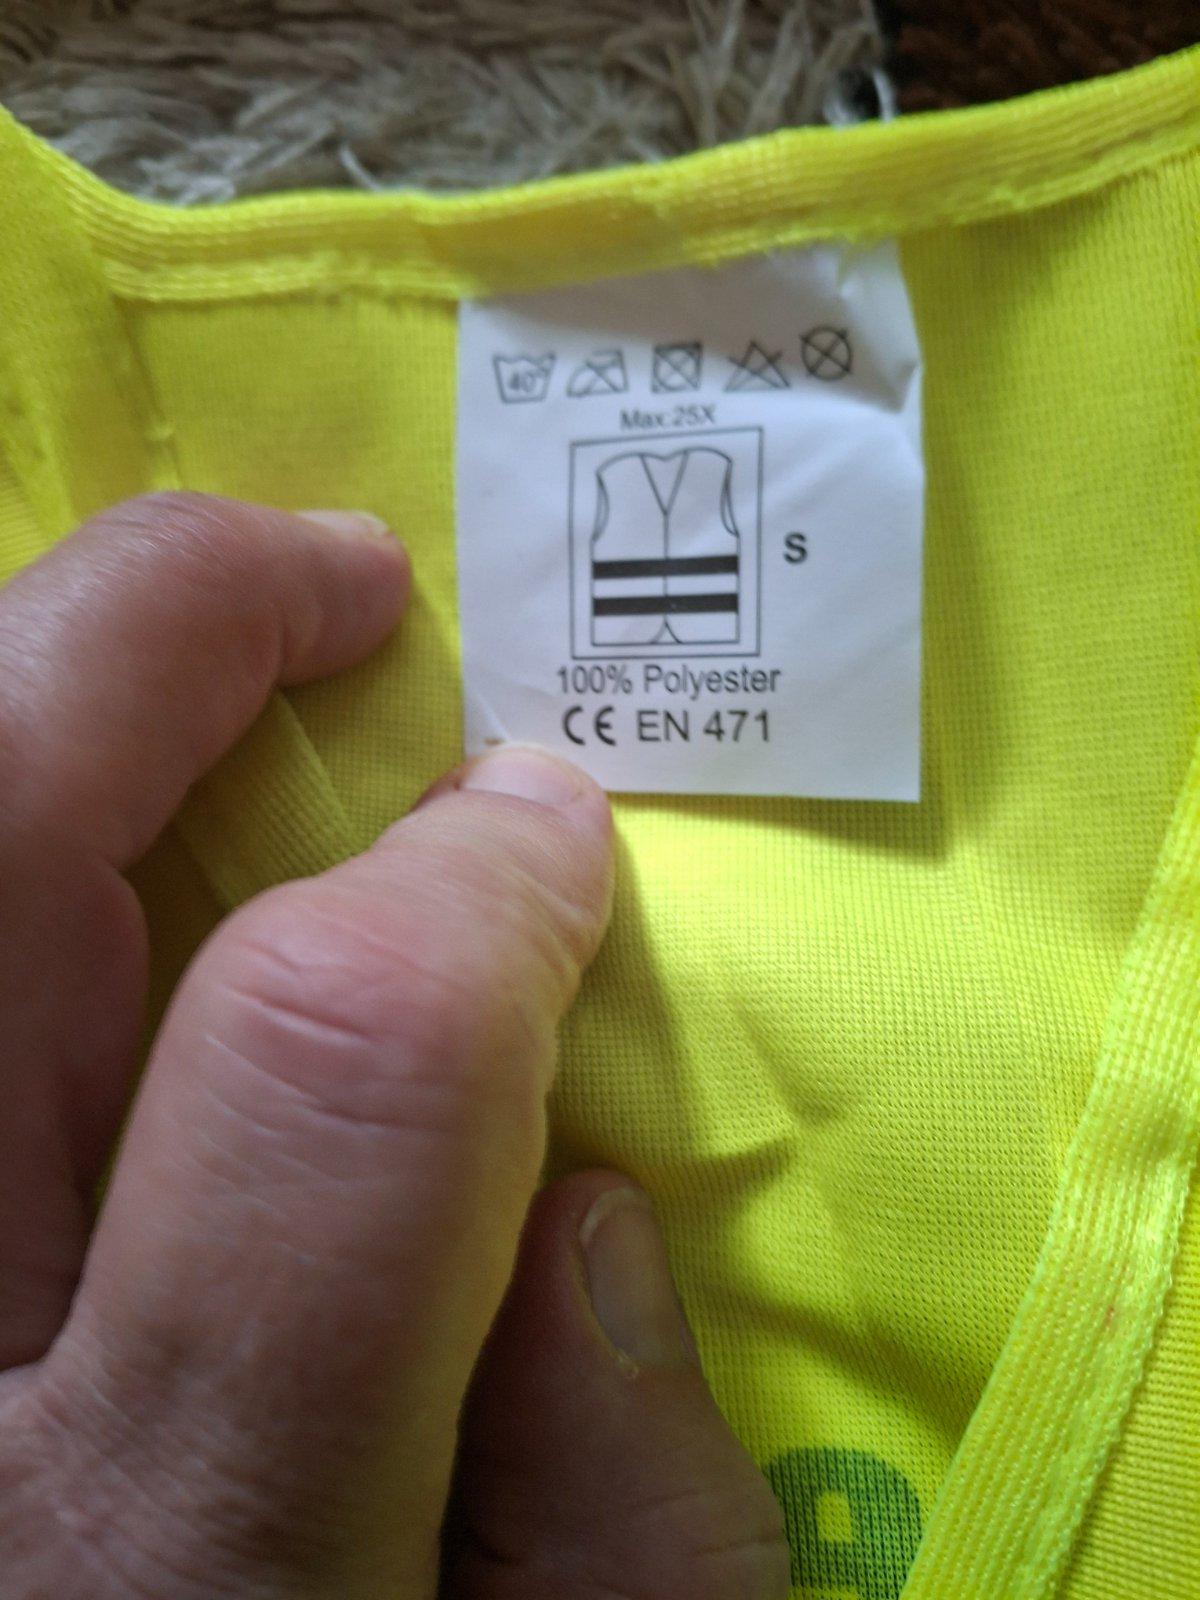 40°
Max:25X
S
100% Polyester
CE EN 471